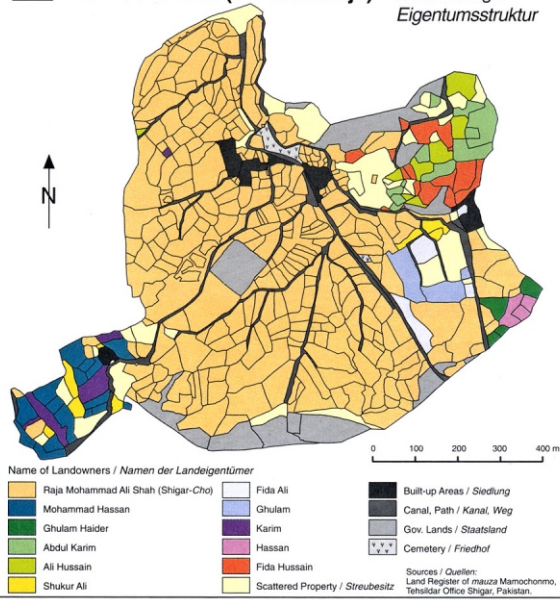 Eigentumsstruktur
N
0 100 200 300 400 m
Name of Landowners / Namen der Landeigentümer
Raja Mohammad Ali Shah (Shigar-Cho)
Mohammad Hassan
Ghulam Haider
Abdul Karim
Ali Hussain
Shukur Ali
Fida Ali
Ghulam
Karim
Hassan
Fida Hussain
Scattered Property / Streubesitz
Built-up Areas / Siedlung
Canal, Path / Kanal, Weg
Gov. Lands / Staatsland
Cemetery / Friedhof
Sources / Quellen:
Land Register of mauza Mamochonmo,
Tehsildar Office Shigar, Pakistan.